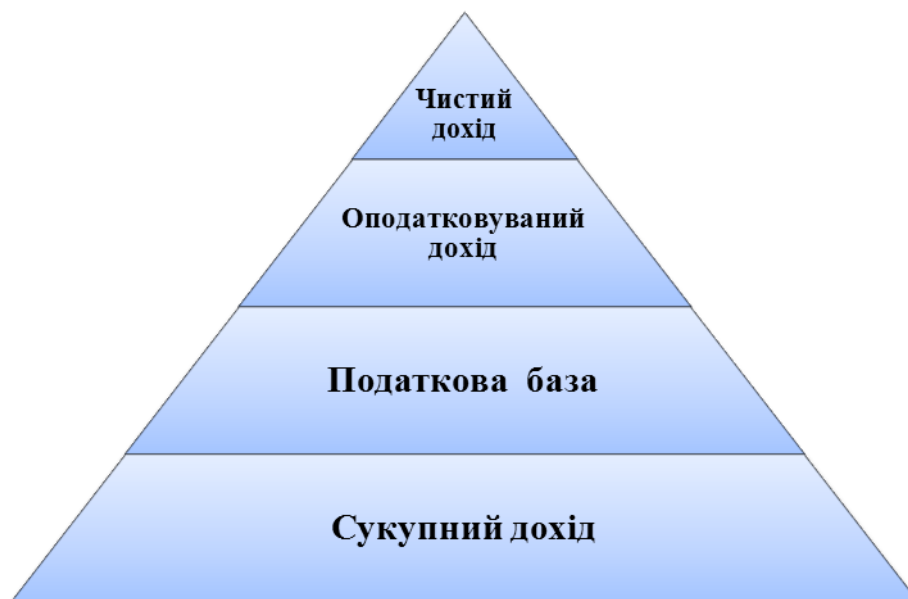 Чистий
дохід
Оподатковуваний
дохід
Податкова база
Сукупний дохід